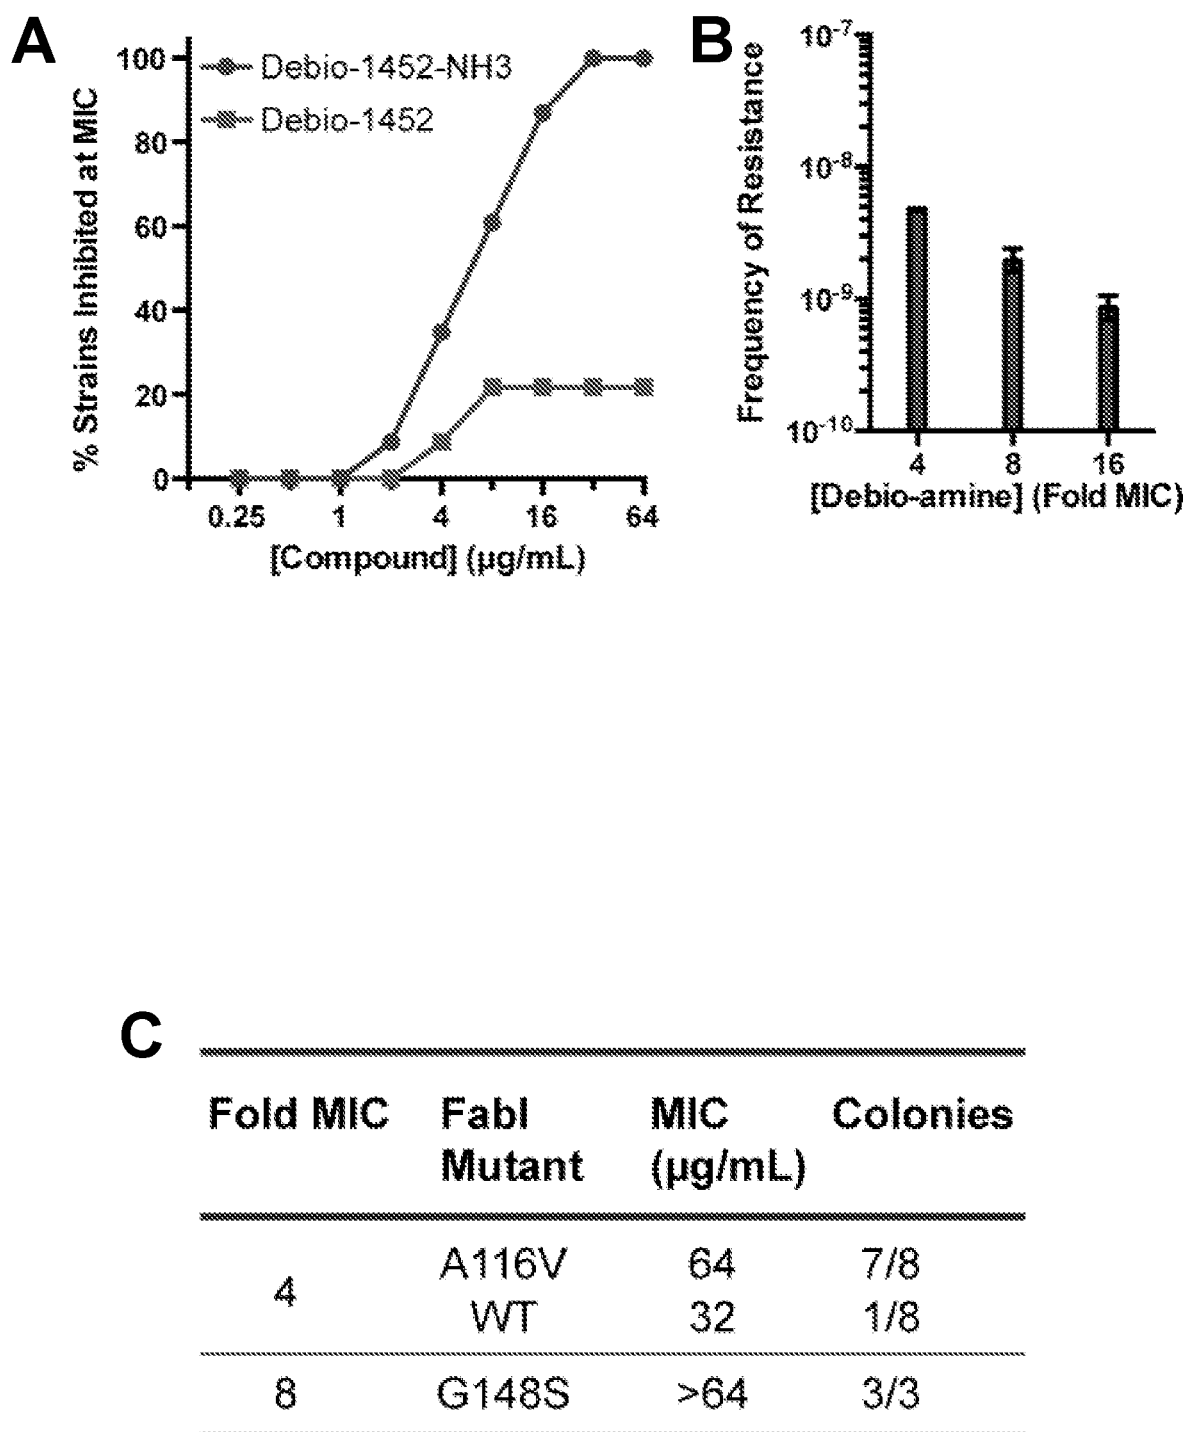 A
% Strains Inhibited at MIC
100
80
60
40
20
0
Debio-1452-NH3
Debio-1452
0.25 1 4 16 64
[Compound] (µg/mL)
B
Frequency of Resistance
10-7
10-8
10-9
10-10
4 8 16
[Debio-amine] (Fold MIC)
C
Fold MIC FabI Mutant MIC (µg/mL) Colonies
4 A116V 64 7/8
WT 32 1/8
8 G148S >64 3/3